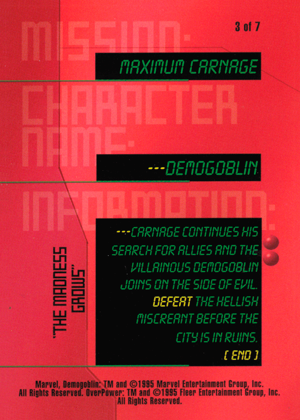 3 of 7
MISSION:
MAXIMUM CARNAGE
CHARACTER
NAME:
---DEMOGOBLIN
INFORMATION:
---CARNAGE CONTINUES HIS
SEARCH FOR ALLIES AND THE
VILLAINOUS DEMOGOBLIN
JOINS ON THE SIDE OF EVIL.
DEFEAT THE HELLISH
MISCREANT BEFORE THE
CITY IS IN RUINS.
[ END ]
"THE MADNESS
GROWS"
Marvel, Demogoblin: TM and ©1995 Marvel Entertainment Group, Inc.
All Rights Reserved. OverPower: TM and ©1995 Fleer Entertainment Group, Inc.
All Rights Reserved.